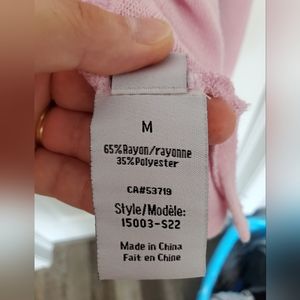 M
65%Rayon/rayonne
35%Polyester
CA#53719
Style/Modèle:
15003-S22
Made in China
Fait en Chine